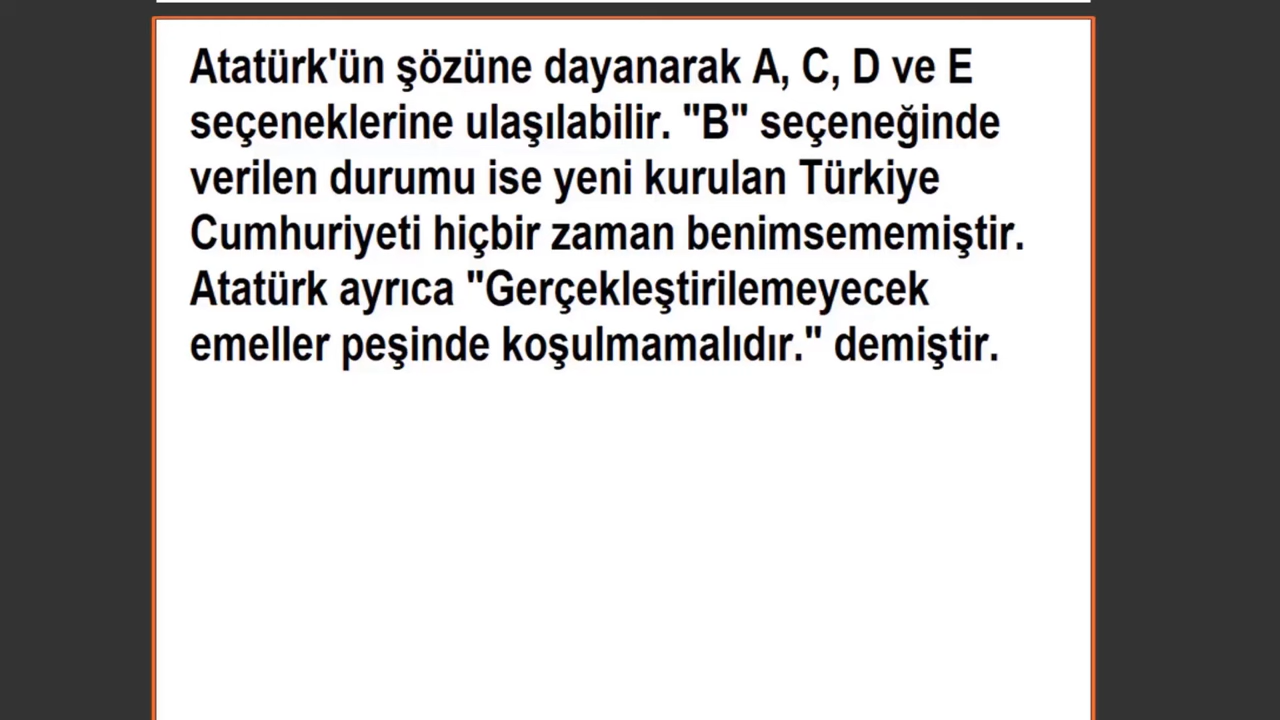 Atatürk'ün şözüne dayanarak A, C, D ve E
seçeneklerine ulaşılabilir. "B" seçeneğinde
verilen durumu ise yeni kurulan Türkiye
Cumhuriyeti hiçbir zaman benimsememiştir.
Atatürk ayrıca "Gerçekleştirilemeyecek
emeller peşinde koşulmamalıdır." demiştir.